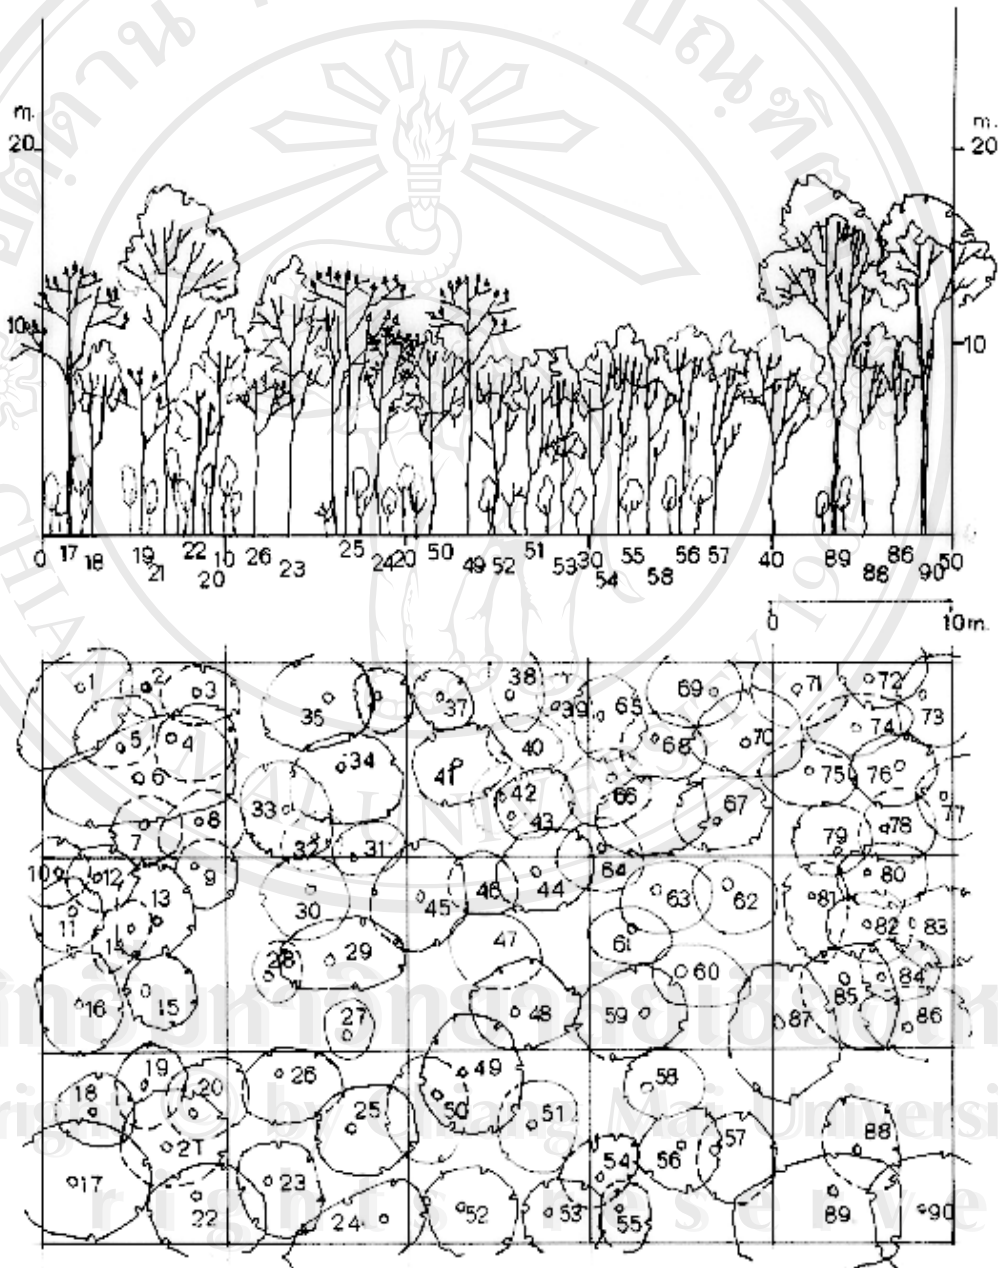 m.
20
10
m.
20
10
0 17 18 19 21 22 20 10 26 23 25 24 20 50 49 52 51 53 30 54 55 58 56 57 40 89 88 86 90 50
0 10m.
1 2 3 35 37 38 39 65 69 71 72 73
5 4 34 40 68 70 74
6 41 75 76
33 42 66 67 77
7 8 43 79 78
32 31
10 9 12 9 46 44 64 80
13 30 45 63 62 81
11 14 47 61 82 83
28 29 60 84
16 15 27 48 59 85 87 86
19 26 49 58
18 20 25 50 51 88
21 54 56 57
17 22 23 24 52 53 55 89 90
CHIANG MAI UNIVERSITY 1964
by Chiang Mai Universi
rights reserve